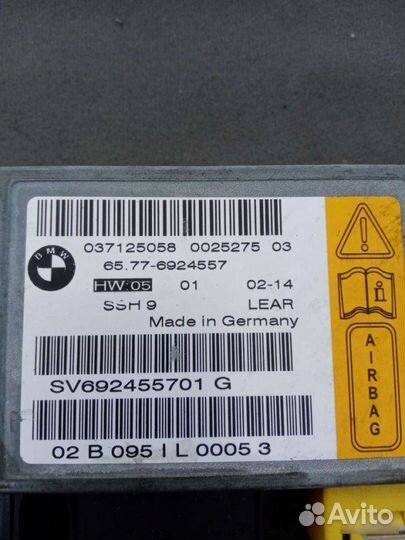 BMW
037125058 0025275 03
65.77-6924557
HW:05 01 02-14
SSH 9 LEAR
Made in Germany
SV692455701 G
02 B 095 I L 0005 3
AIRBAG
Avito